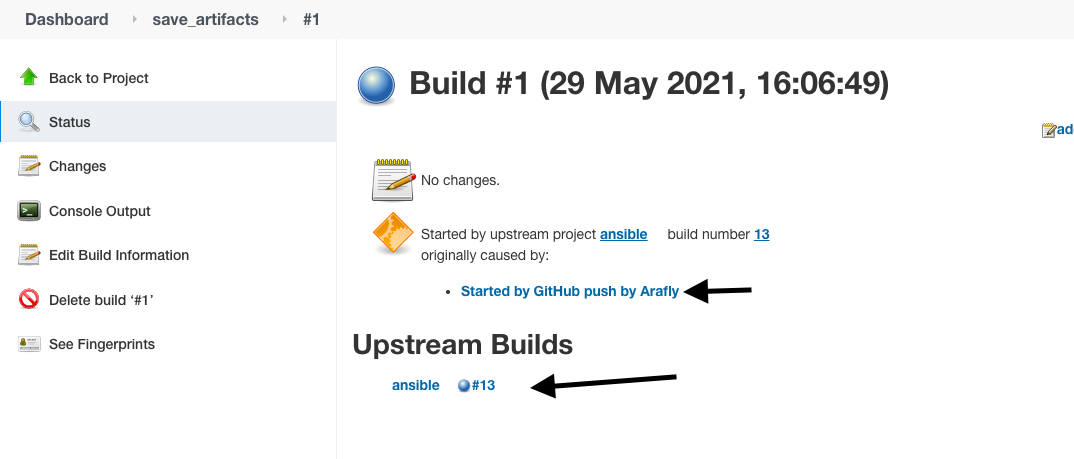 Dashboard save_artifacts #1
Back to Project
Status
Changes
Console Output
Edit Build Information
Delete build ‘#1’
See Fingerprints
Build #1 (29 May 2021, 16:06:49)
ad
No changes.
Started by upstream project ansible build number 13
originally caused by:
• Started by GitHub push by Arafly
Upstream Builds
ansible #13